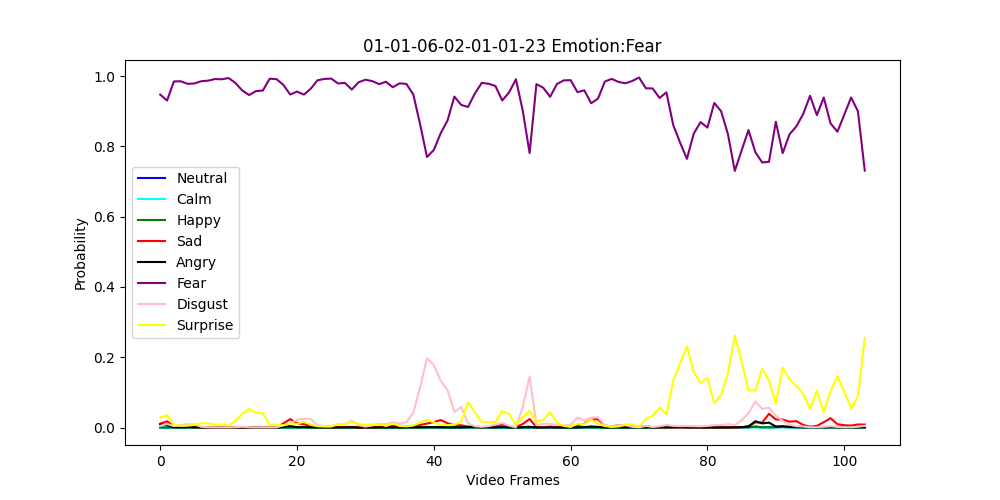 01-01-06-02-01-01-23 Emotion:Fear
1.0
0.8
0.6
0.4
0.2
0.0
Probability
Neutral
Calm
Happy
Sad
Angry
Fear
Disgust
Surprise
0 20 40 60 80 100
Video Frames